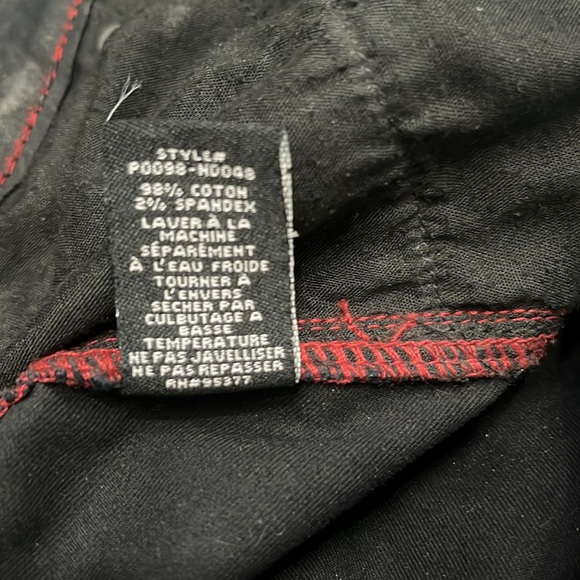 STYLE#
P0098-ND048
98% COTON
2% SPANDEX
LAVER À LA
MACHINE
SÉPARÉMENT
À L'EAU FROIDE
TOURNER À
L'ENVERS
SECHER PAR
CULBUTAGE A
BASSE
TEMPERATURE
NE PAS JAVELLISER
NE PAS REPASSER
RN#95377